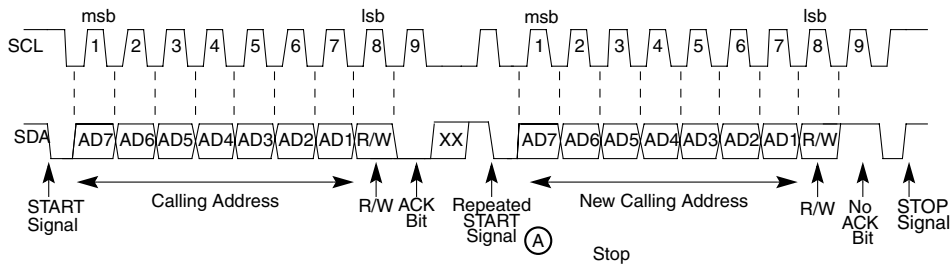 msb lsb msb lsb
SCL 1 2 3 4 5 6 7 8 9 1 2 3 4 5 6 7 8 9
SDA AD7 AD6 AD5 AD4 AD3 AD2 AD1 R/W XX AD7 AD6 AD5 AD4 AD3 AD2 AD1 R/W
START
Signal
Calling Address
R/W
ACK
Bit
Repeated
START
Signal
A
New Calling Address
R/W
No
ACK
Bit
STOP
Signal
Stop